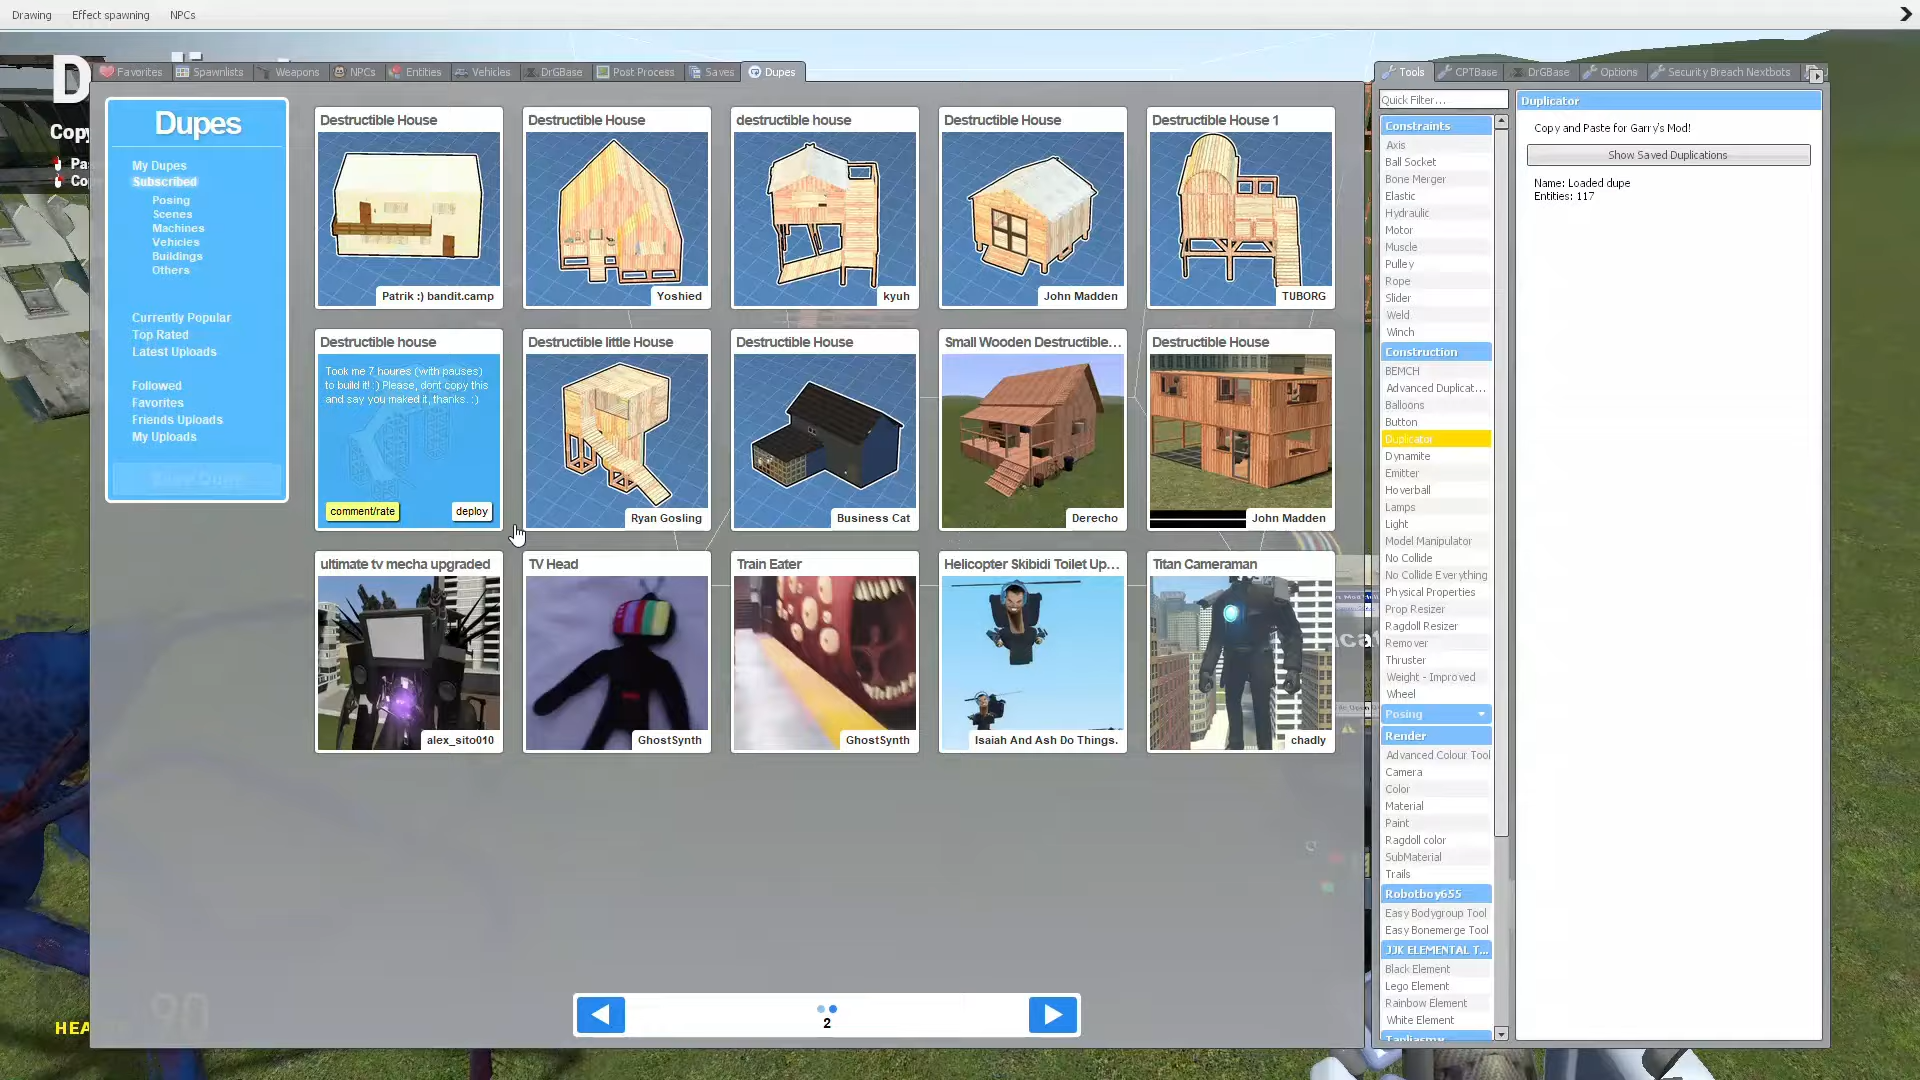 Drawing
Effect spawning
NPCs
Favorites
Spawnlists
Weapons
NPCs
Entities
Vehicles
DrGBase
Post Process
Saves
Dupes
Tools
CPTBase
DrGBase
Options
Security Breach Nextbots
D
Copy
Pa
Co
Dupes
My Dupes
Subscribed
Posing
Scenes
Machines
Vehicles
Buildings
Others
Currently Popular
Top Rated
Latest Uploads
Followed
Favorites
Friends Uploads
My Uploads
Destructible House
Patrik :) bandit.camp
Destructible House
Yoshied
destructible house
kyuh
Destructible House
John Madden
Destructible House 1
TUBORG
Destructible house
Took me 7 houres (with pauses)
to build it! :) Please, dont copy this
and say you maked it, thanks. :)
comment/rate
deploy
Destructible little House
Ryan Gosling
Destructible House
Business Cat
Small Wooden Destructible...
Derecho
Destructible House
John Madden
ultimate tv mecha upgraded
alex_sito010
TV Head
GhostSynth
Train Eater
GhostSynth
Helicopter Skibidi Toilet Up...
Isaiah And Ash Do Things.
Titan Cameraman
chadly
2
HEA
90
Quick Filter...
Constraints
Axis
Ball Socket
Bone Merger
Elastic
Hydraulic
Motor
Muscle
Pulley
Rope
Slider
Weld
Winch
Construction
BEMCH
Advanced Duplicat...
Balloons
Button
Duplicator
Dynamite
Emitter
Hoverball
Lamps
Light
Model Manipulator
No Collide
No Collide Everything
Physical Properties
Prop Resizer
Ragdoll Resizer
Remover
Thruster
Weight - Improved
Wheel
Posing
Render
Advanced Colour Tool
Camera
Color
Material
Paint
Ragdoll color
SubMaterial
Trails
Robotboy655
Easy Bodygroup Tool
Easy Bonemerge Tool
JJK ELEMENTAL T...
Black Element
Lego Element
Rainbow Element
White Element
Duplicator
Copy and Paste for Garry's Mod!
Show Saved Duplications
Name: Loaded dupe
Entities: 117